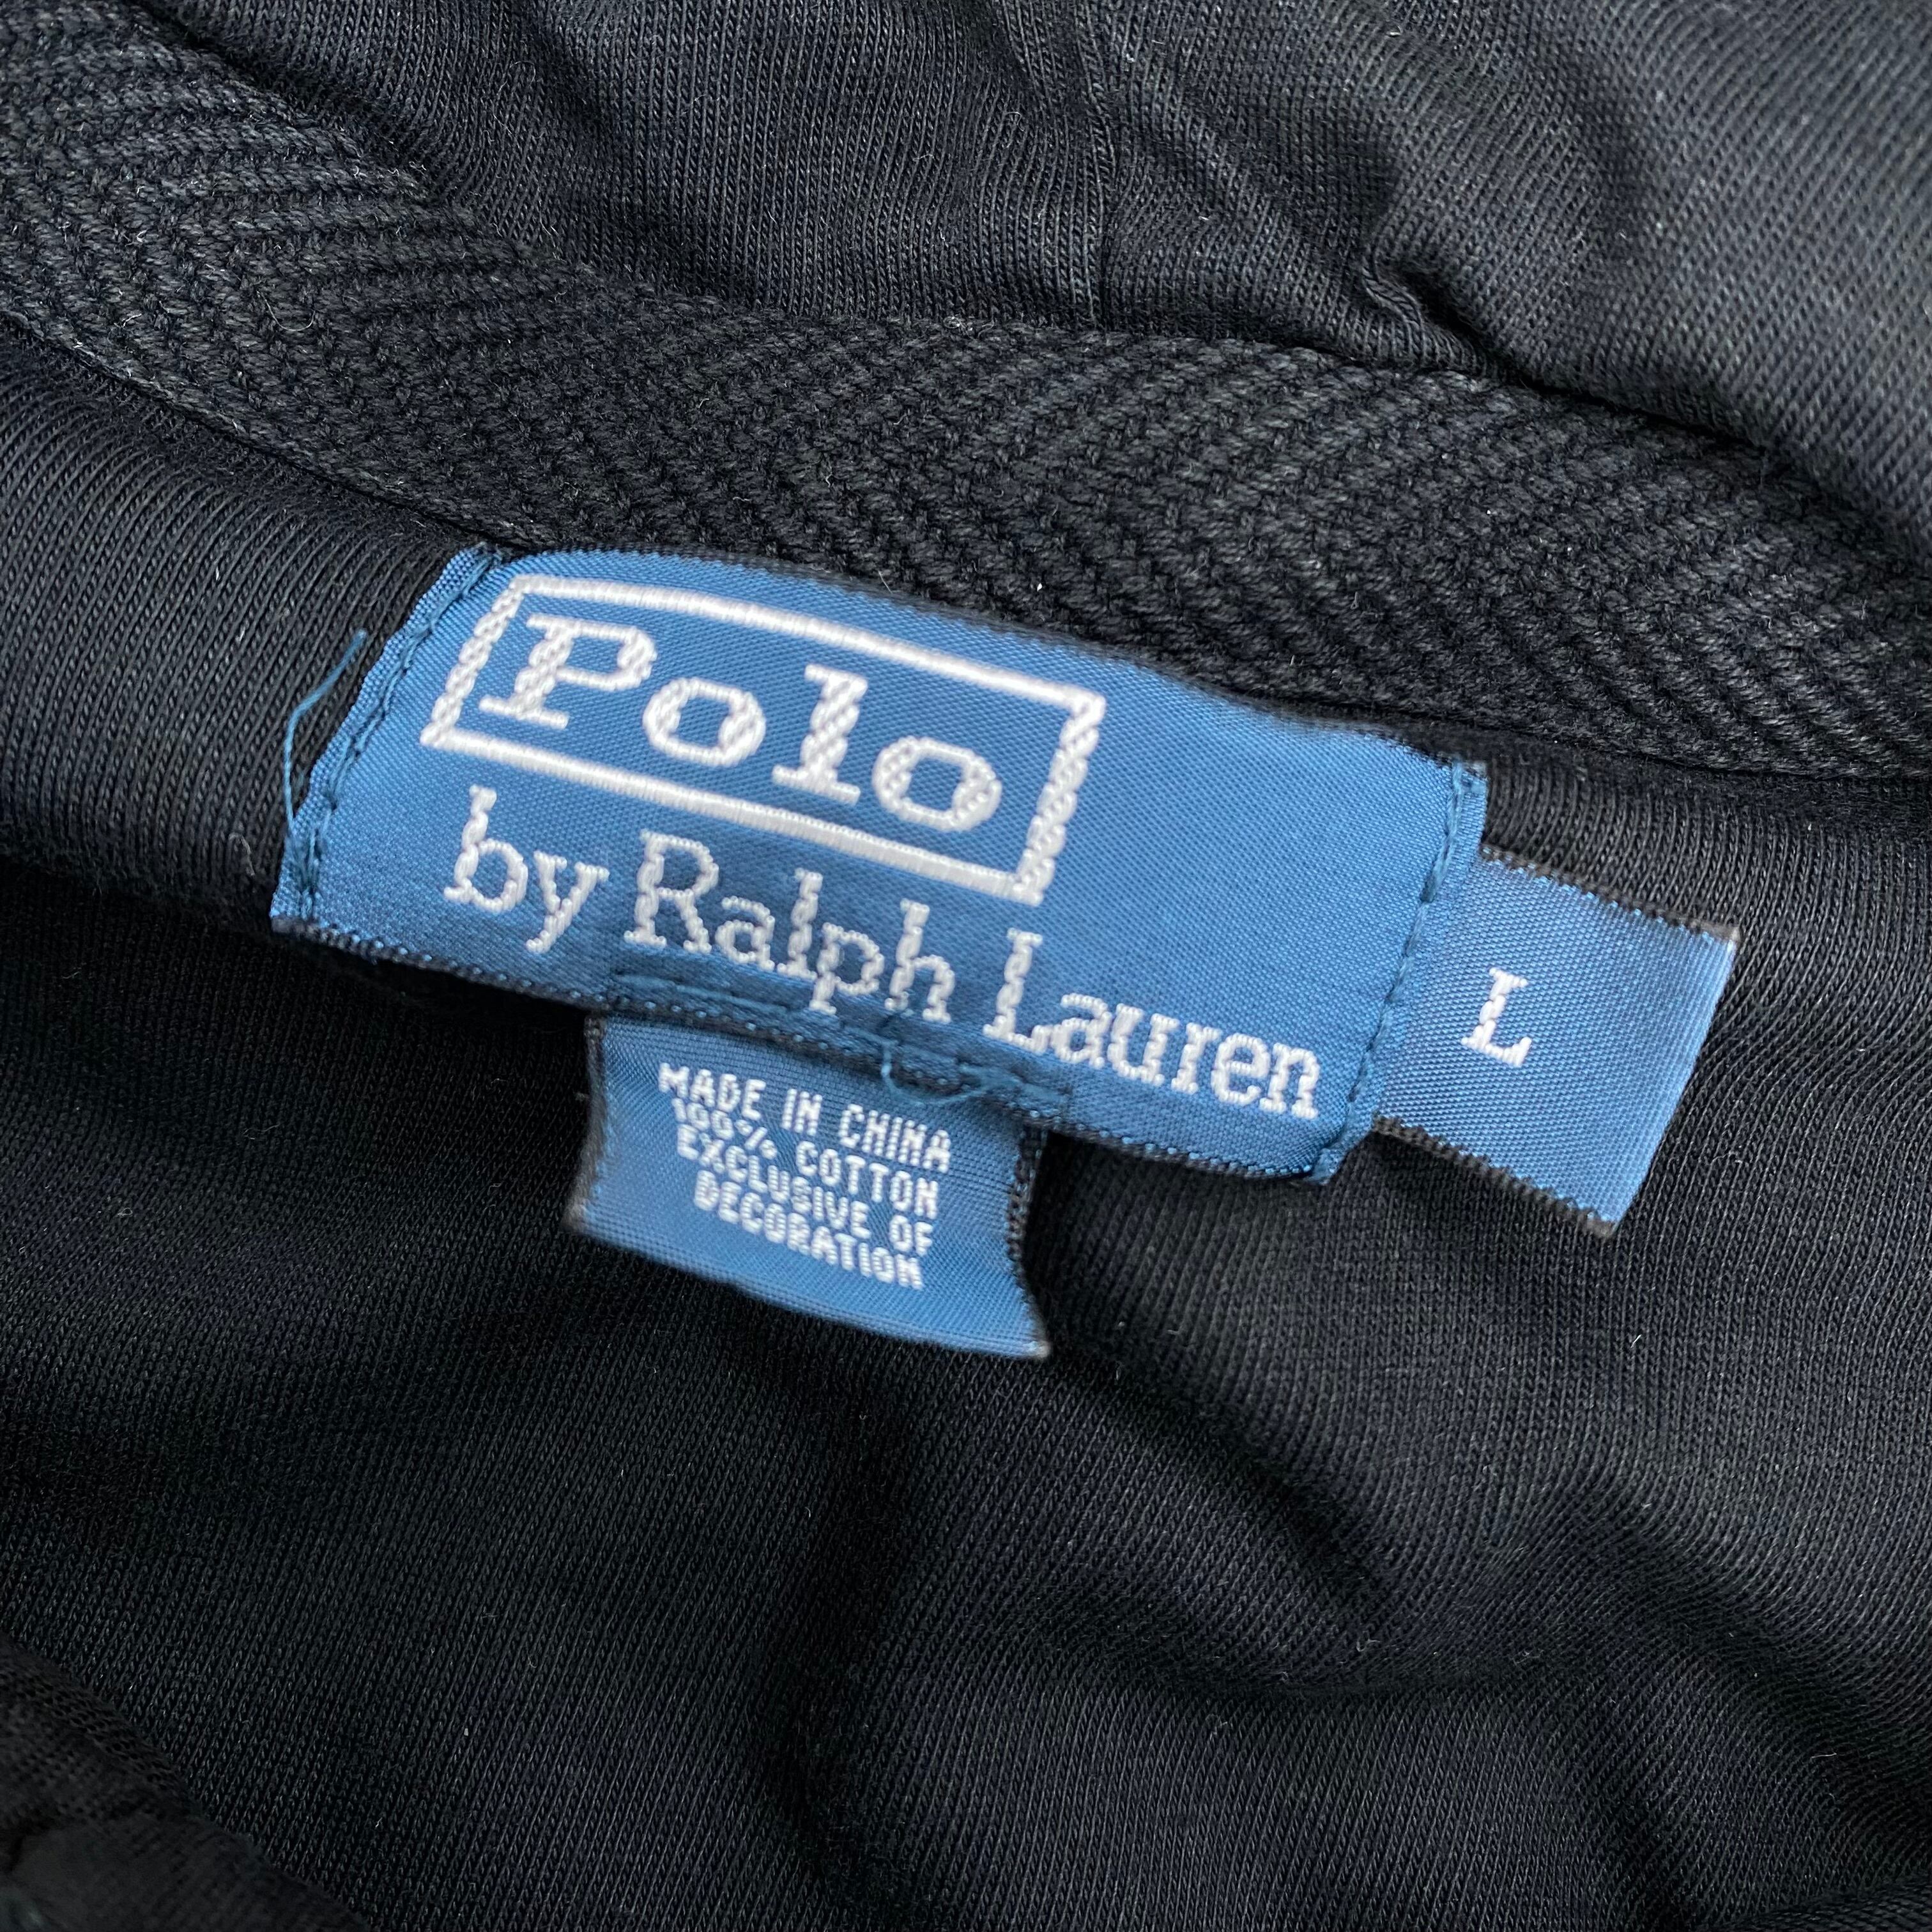 Polo
by Ralph Lauren
L
MADE IN CHINA
100% COTTON
EXCLUSIVE OF
DECORATION